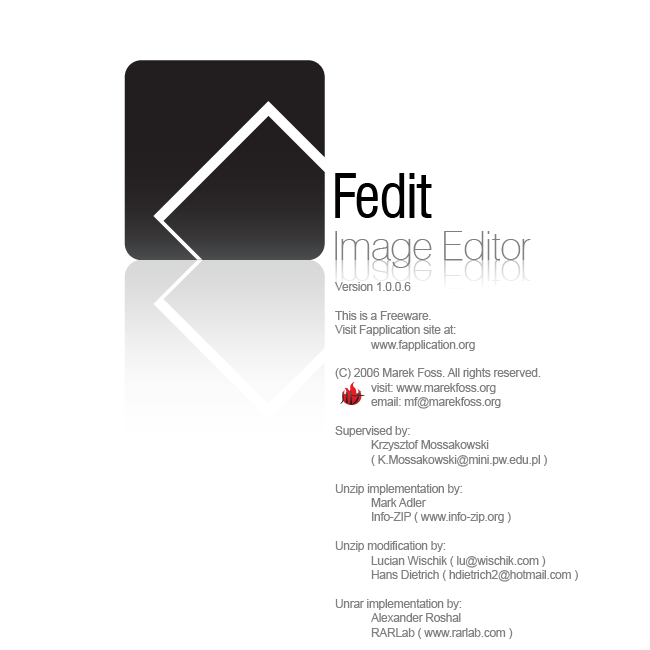 Fedit
Image Editor
Version 1.0.0.6
This is a Freeware.
Visit Fapplication site at:
www.fapplication.org
(C) 2006 Marek Foss. All rights reserved.
visit: www.marekfoss.org
email: mf@marekfoss.org
Supervised by:
Krzysztof Mossakowski
( K.Mossakowski@mini.pw.edu.pl )
Unzip implementation by:
Mark Adler
Info-ZIP ( www.info-zip.org )
Unzip modification by:
Lucian Wischik ( lu@wischik.com )
Hans Dietrich ( hdietrich2@hotmail.com )
Unrar implementation by:
Alexander Roshal
RARLab ( www.rarlab.com )